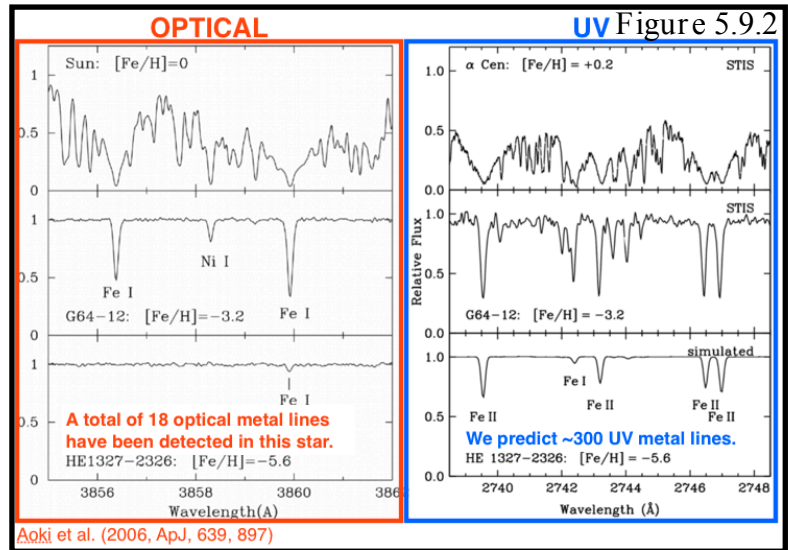 OPTICAL
UV Figure 5.9.2
Sun: [Fe/H]=0
1
0.5
0
1
0.5
0
Fe I
Ni I
Fe I
G64-12: [Fe/H]=-3.2
1
0.5
0
Fe I
A total of 18 optical metal lines
have been detected in this star.
HE1327-2326: [Fe/H]=-5.6
3856
3858
3860
3862
Wavelength(A)
Aoki et al. (2006, ApJ, 639, 897)
α Cen: [Fe/H] = +0.2
STIS
1.0
0.5
0.0
STIS
1.0
0.5
0.0
Relative Flux
G64-12: [Fe/H] = -3.2
simulated
1.0
0.5
0.0
Fe II
Fe I
Fe II
Fe II
Fe II
We predict ~300 UV metal lines.
HE 1327-2326: [Fe/H] = -5.6
2740
2742
2744
2746
2748
Wavelength (Å)